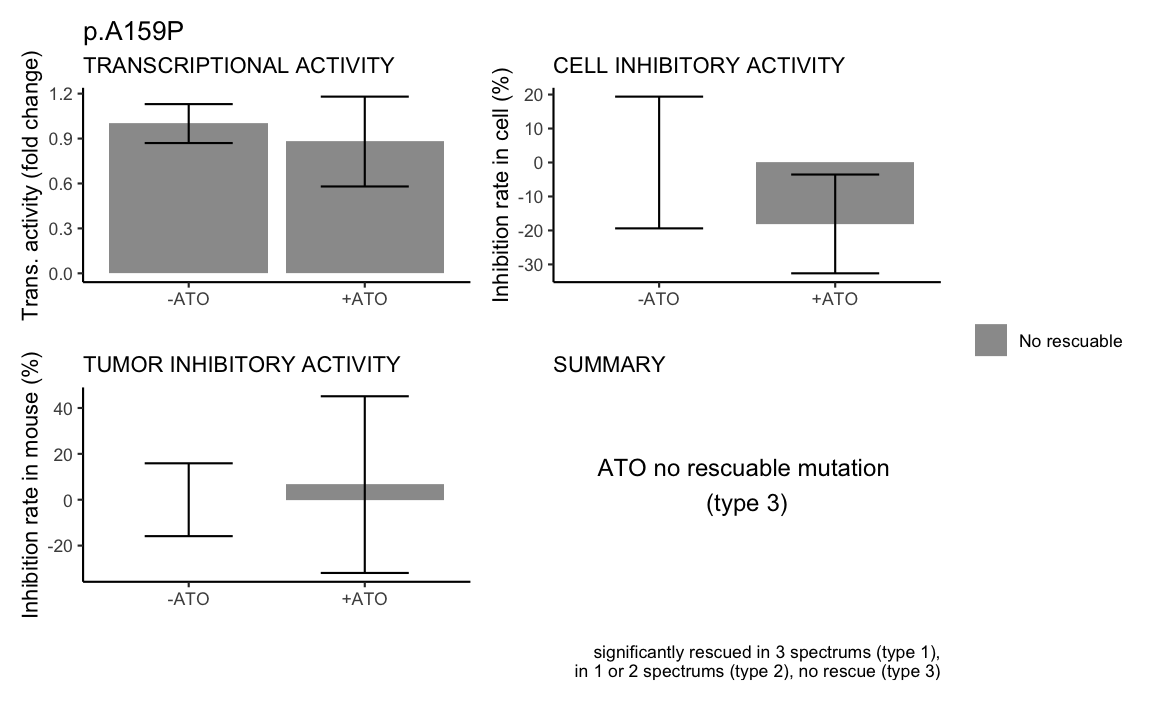 p.A159P
TRANSCRIPTIONAL ACTIVITY
Trans. activity (fold change)
1.2
0.9
0.6
0.3
0.0
-ATO
+ATO
CELL INHIBITORY ACTIVITY
Inhibition rate in cell (%)
20
10
0
-10
-20
-30
-ATO
+ATO
No rescuable
TUMOR INHIBITORY ACTIVITY
Inhibition rate in mouse (%)
40
20
0
-20
-ATO
+ATO
SUMMARY
ATO no rescuable mutation
(type 3)
significantly rescued in 3 spectrums (type 1),
in 1 or 2 spectrums (type 2), no rescue (type 3)